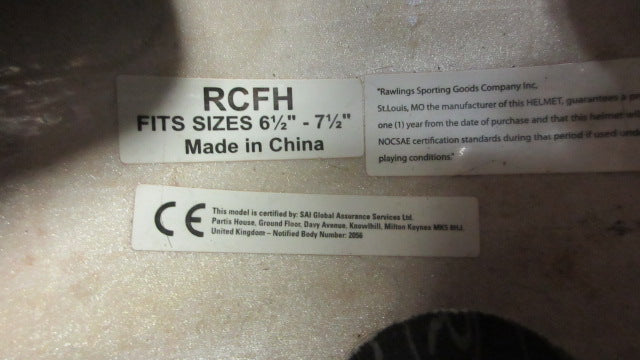 RCFH
FITS SIZES 6½" - 7½"
Made in China
"Rawlings Sporting Goods Company Inc,
St.Louis, MO the manufacturer of this HELMET, guarantees a
one (1) year from the date of purchase and that this helmet
NOCSAE certification standards during that period if used
playing conditions."
CE
This model is certified by: SAI Global Assurance Services Ltd.
Partis House, Ground Floor, Davy Avenue, Knowlhill, Milton Keynes MK5 8HJ,
United Kingdom – Notified Body Number: 2056